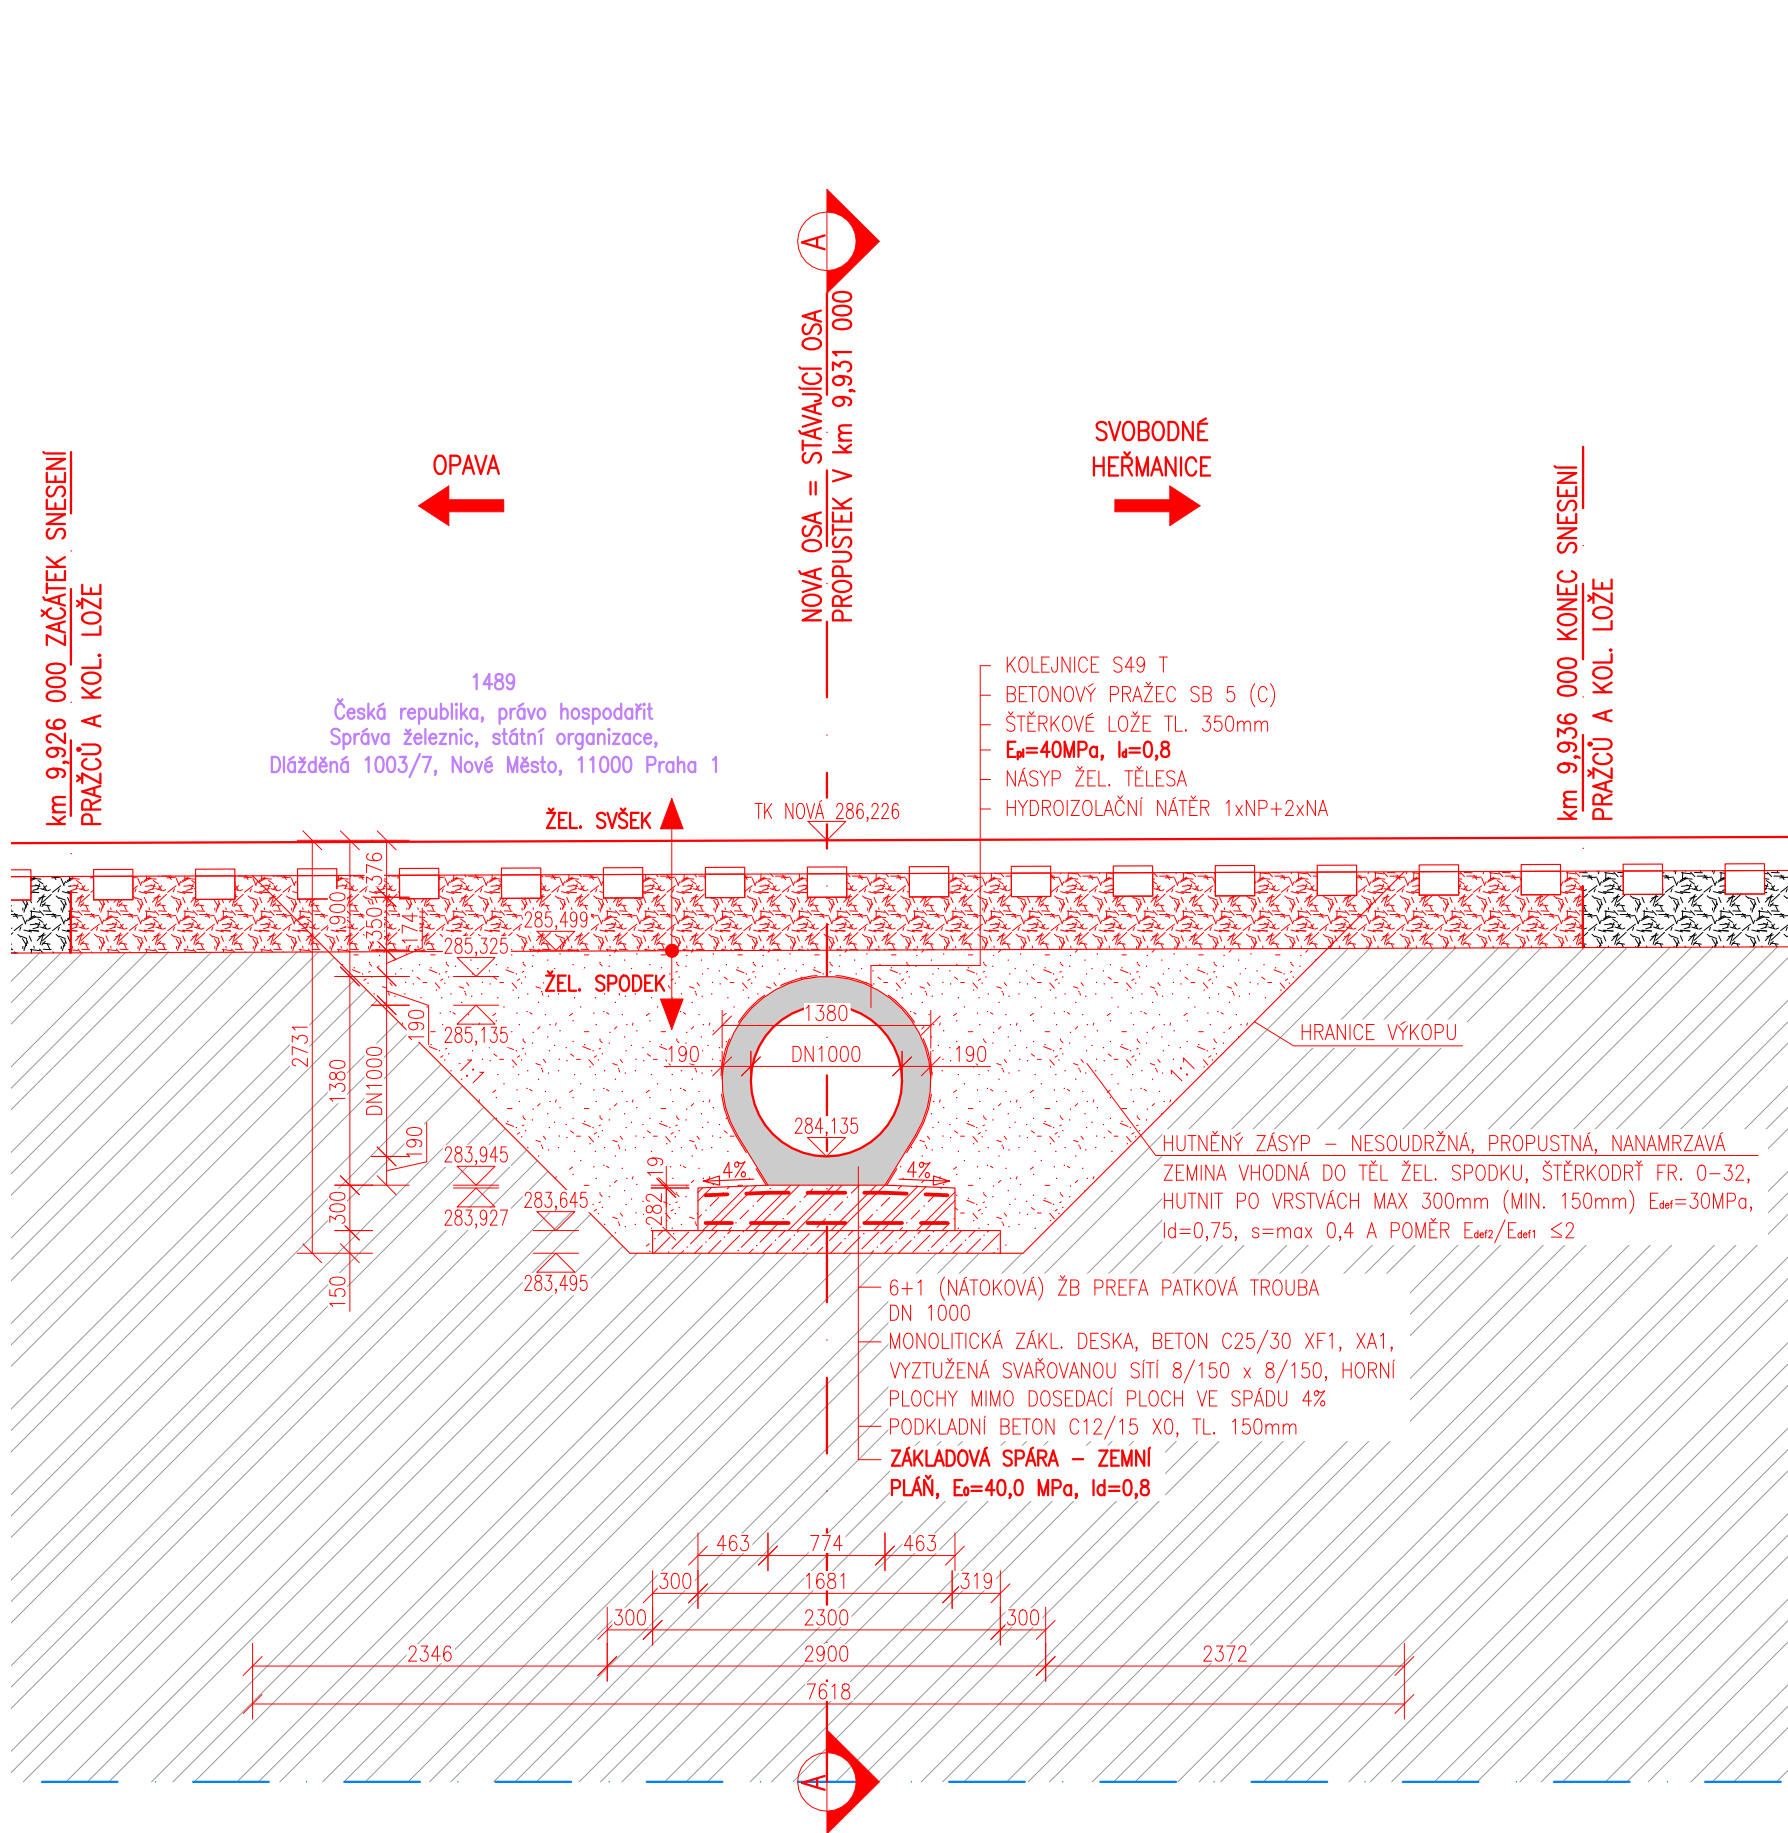 A
NOVÁ OSA = STÁVAJÍCÍ OSA
PROPUSTEK V km 9,931 000
OPAVA
SVOBODNÉ
HEŘMANICE
km 9,926 000 ZAČÁTEK SNESENÍ
PRAŽCŮ A KOL. LOŽE
km 9,936 000 KONEC SNESENÍ
PRAŽCŮ A KOL. LOŽE
1489
Česká republika, právo hospodařit
Správa železnic, státní organizace,
Dlážděná 1003/7, Nové Město, 11000 Praha 1
KOLEJNICE S49 T
BETONOVÝ PRAŽEC SB 5 (C)
ŠTĚRKOVÉ LOŽE TL. 350mm
Epl=40MPa, Id=0,8
NÁSYP ŽEL. TĚLESA
HYDROIZOLAČNÍ NÁTĚR 1xNP+2xNA
ŽEL. SVŠEK
TK NOVÁ 286,226
376
900
350
174
285,499
285,325
ŽEL. SPODEK
285,135
190
2731
1380
DN1000
190
1380
190
DN1000
190
284,135
HRANICE VÝKOPU
1:1
1:1
283,945
283,927
283,645
283,495
300
150
19
282
4%
4%
HUTNĚNÝ ZÁSYP – NESOUDRŽNÁ, PROPUSTNÁ, NANAMRZAVÁ
ZEMINA VHODNÁ DO TĚL ŽEL. SPODKU, ŠTĚRKODRŤ FR. 0–32,
HUTNIT PO VRSTVÁCH MAX 300mm (MIN. 150mm) Edef=30MPa,
Id=0,75, s=max 0,4 A POMĚR Edef2/Edef1 ≤2
6+1 (NÁTOKOVÁ) ŽB PREFA PATKOVÁ TROUBA
DN 1000
MONOLITICKÁ ZÁKL. DESKA, BETON C25/30 XF1, XA1,
VYZTUŽENÁ SVAŘOVANOU SÍTÍ 8/150 x 8/150, HORNÍ
PLOCHY MIMO DOSEDACÍ PLOCH VE SPÁDU 4%
PODKLADNÍ BETON C12/15 X0, TL. 150mm
ZÁKLADOVÁ SPÁRA – ZEMNÍ
PLÁŇ, E0=40,0 MPa, Id=0,8
463 774 463
300 1681 319
300 2300 300
2346 2900 2372
7618
A